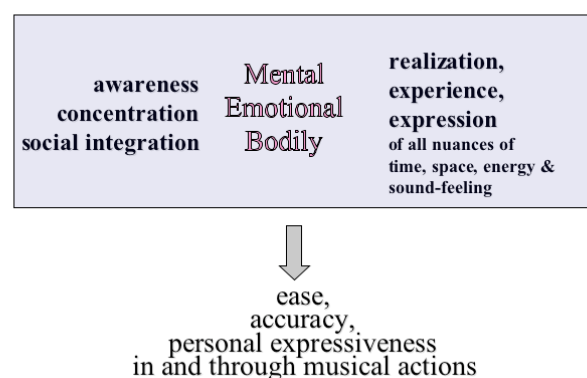 awareness
concentration
social integration
Mental
Emotional
Bodily
realization,
experience,
expression
of all nuances of
time, space, energy &
sound-feeling
ease,
accuracy,
personal expressiveness
in and through musical actions